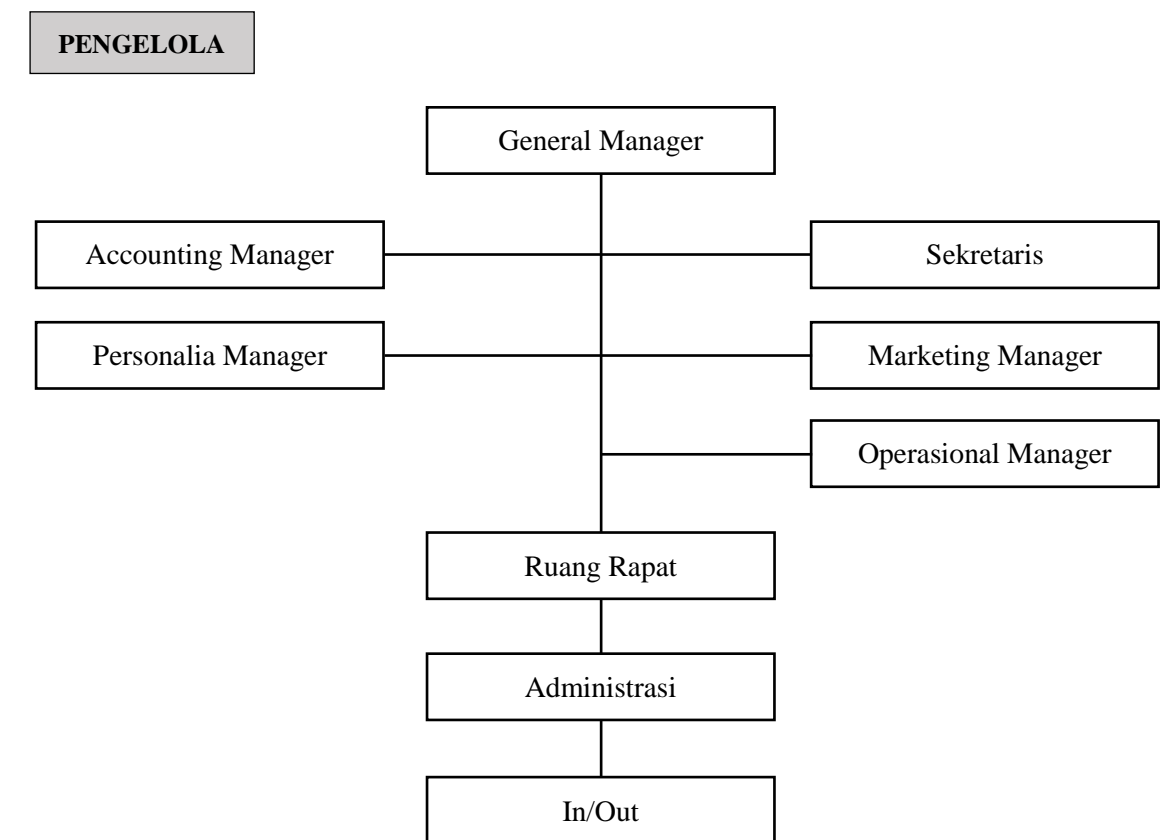 PENGELOLA
General Manager
Accounting Manager
Sekretaris
Personalia Manager
Marketing Manager
Operasional Manager
Ruang Rapat
Administrasi
In/Out